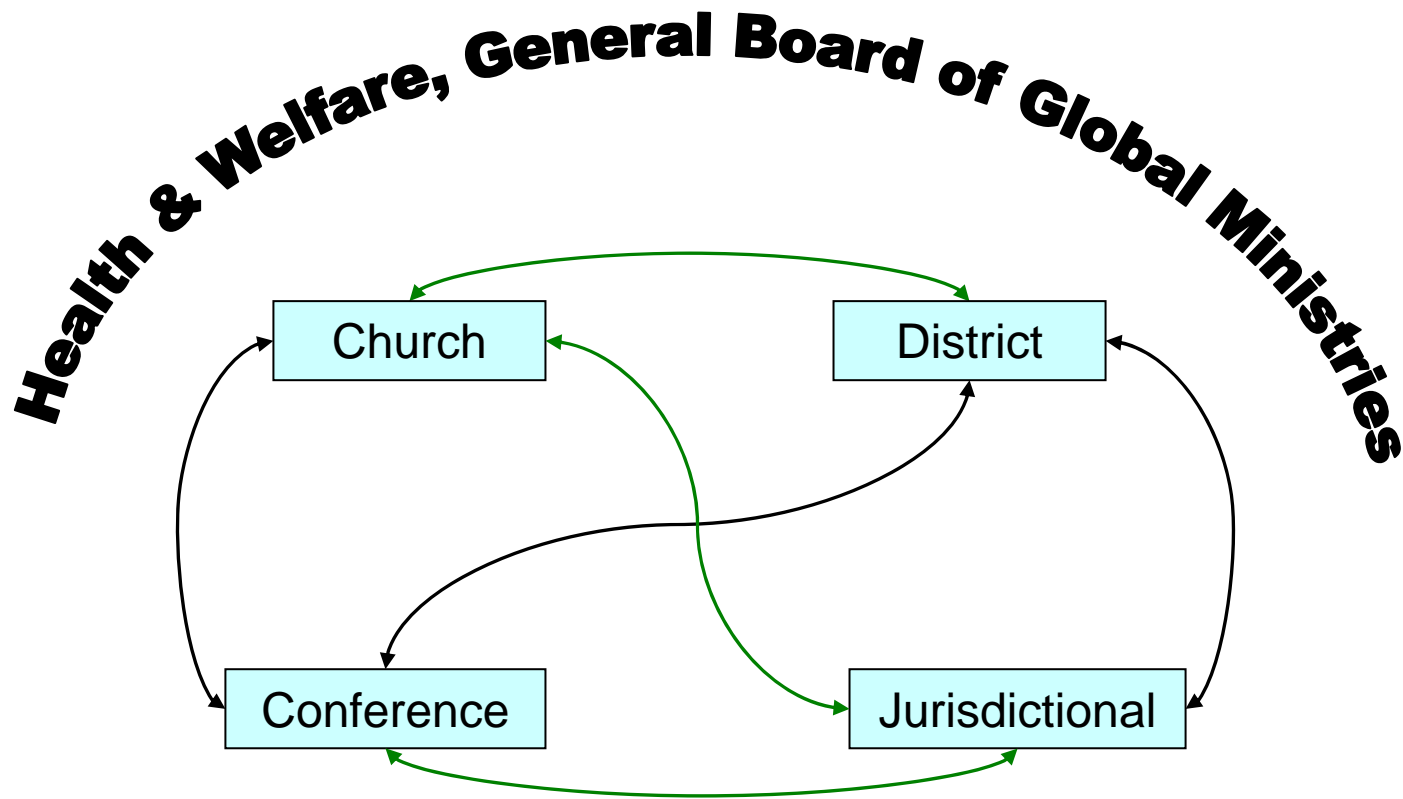 Health & Welfare, General Board of Global Ministries
Church
District
Conference
Jurisdictional